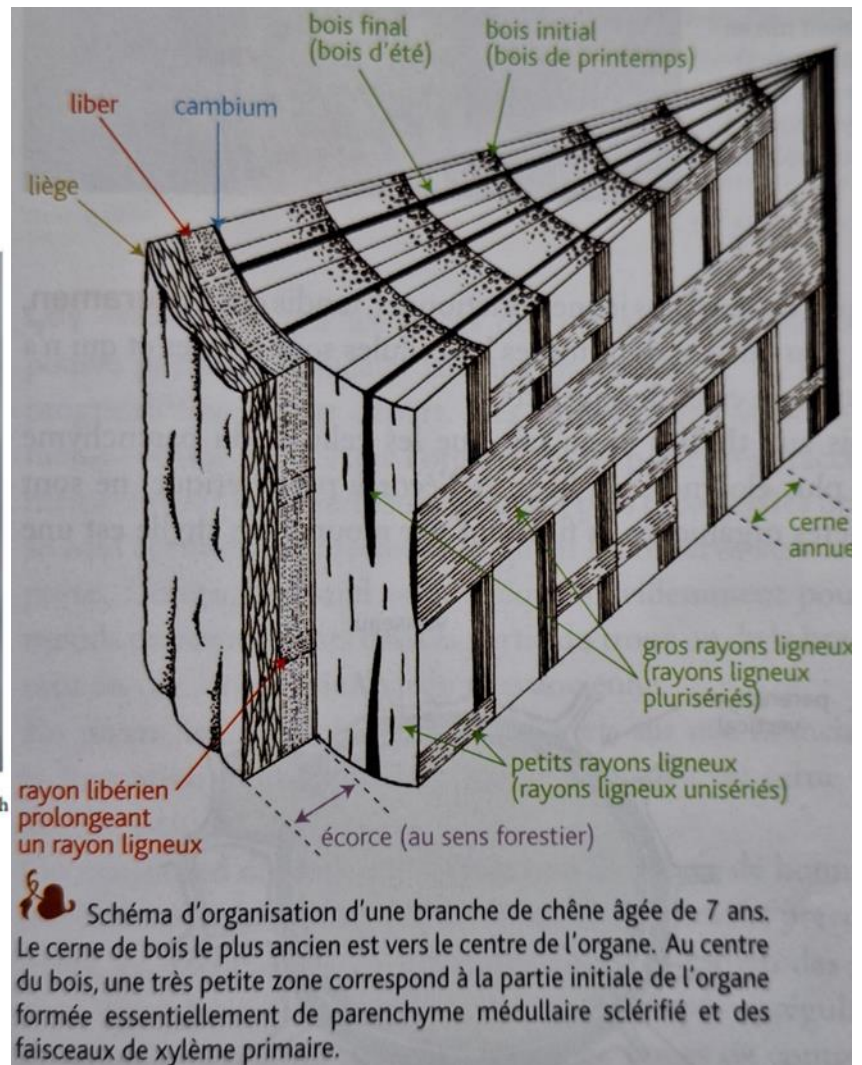 bois final
(bois d'été)
bois initial
(bois de printemps)
liber
cambium
liège
cerne
annue
gros rayons ligneux
(rayons ligneux
plurisériés)
petits rayons ligneux
(rayons ligneux unisériés)
rayon libérien
prolongeant
un rayon ligneux
écorce (au sens forestier)
Schéma d'organisation d'une branche de chêne âgée de 7 ans.
Le cerne de bois le plus ancien est vers le centre de l'organe. Au centre
du bois, une très petite zone correspond à la partie initiale de l'organe
formée essentiellement de parenchyme médullaire sclérifié et des
faisceaux de xylème primaire.